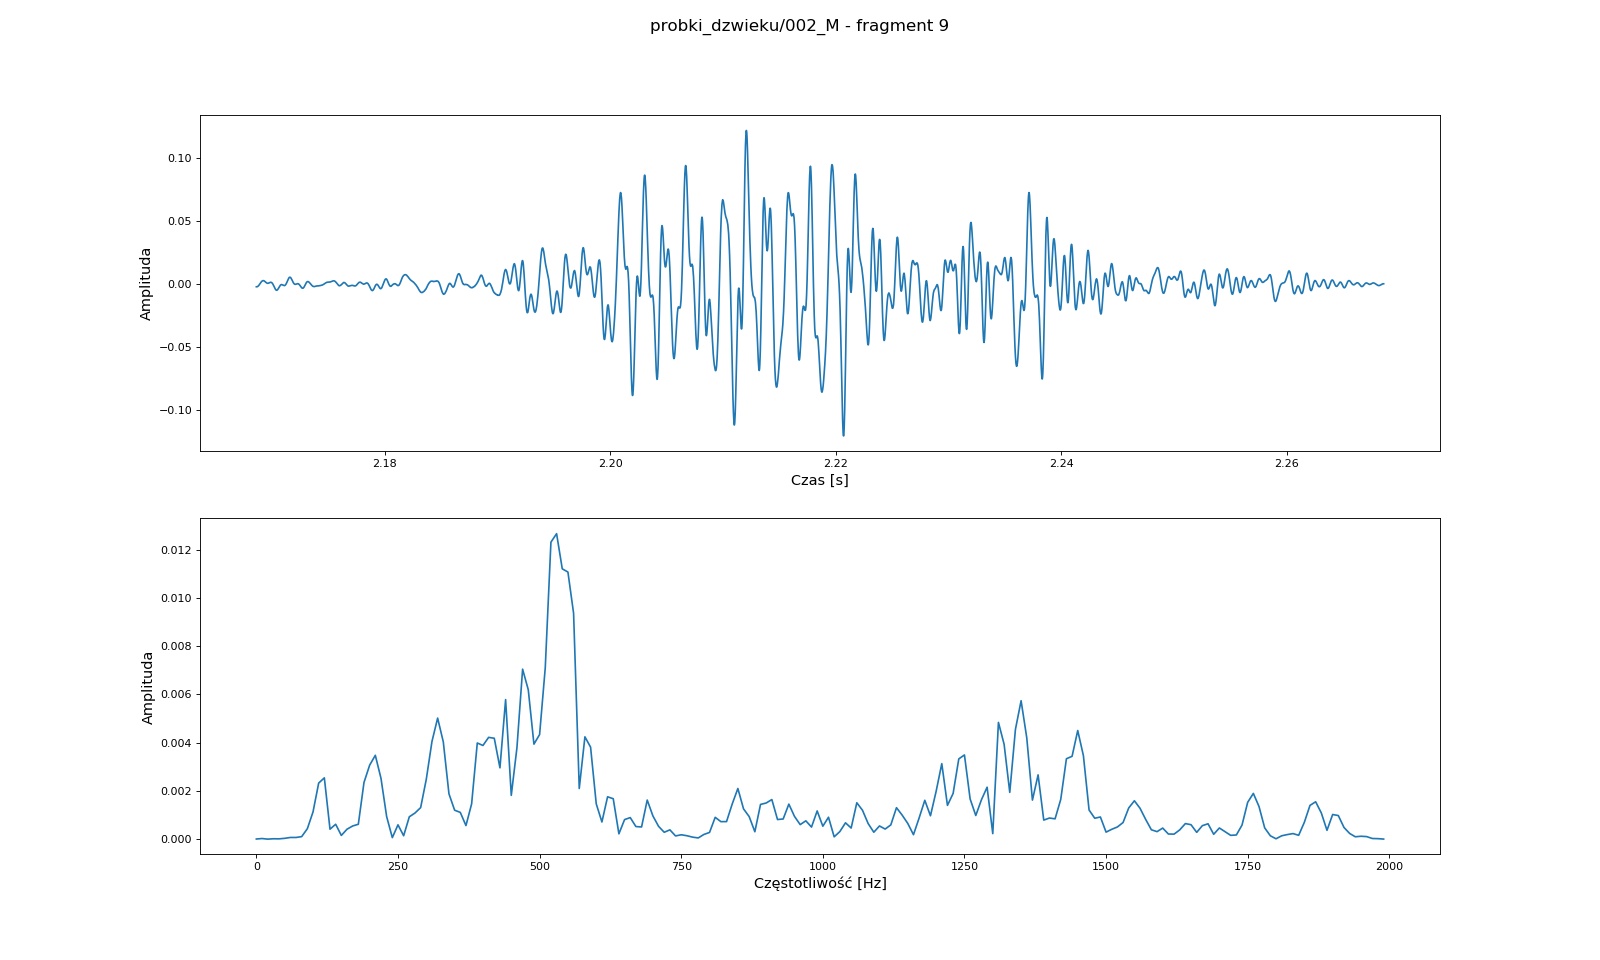 probki_dzwieku/002_M - fragment 9
Amplituda
0.10
0.05
0.00
−0.05
−0.10
2.18 2.20 2.22 2.24 2.26
Czas [s]
Amplituda
0.012
0.010
0.008
0.006
0.004
0.002
0.000
0 250 500 750 1000 1250 1500 1750 2000
Częstotliwość [Hz]